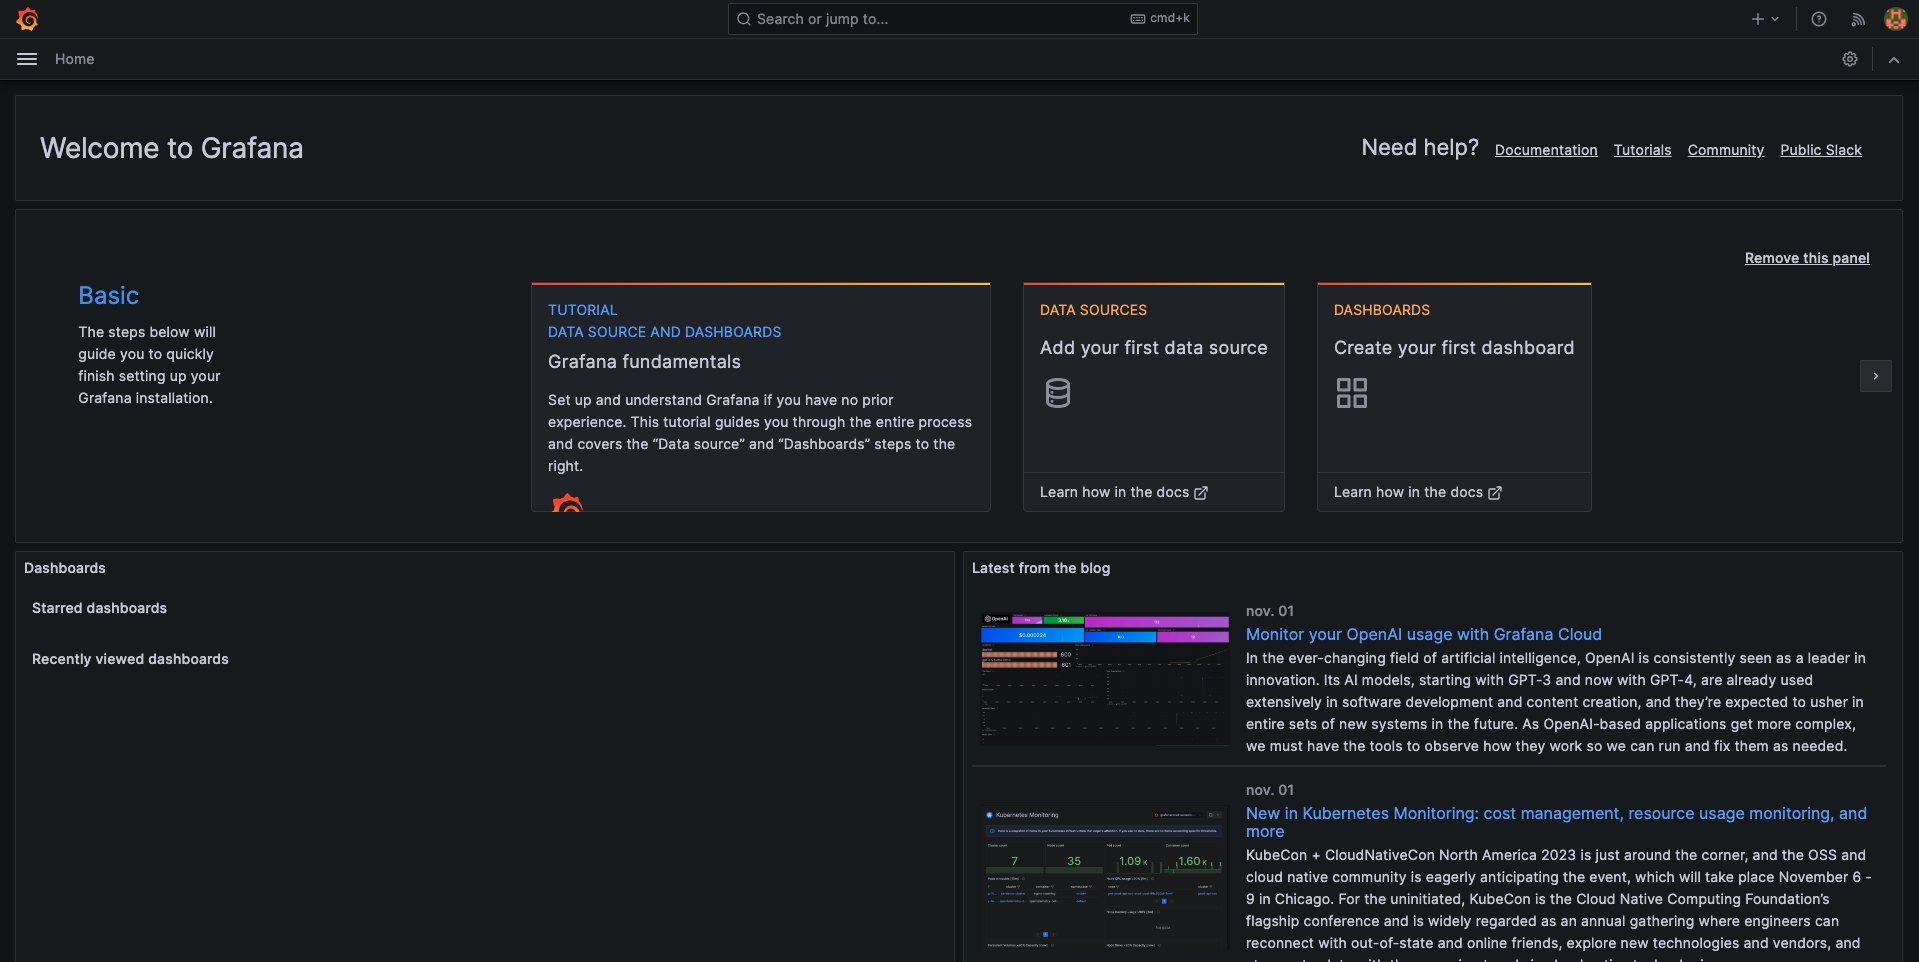 Search or jump to...
cmd+k
Home
Welcome to Grafana
Need help?
Documentation
Tutorials
Community
Public Slack
Remove this panel
Basic
The steps below will
guide you to quickly
finish setting up your
Grafana installation.
TUTORIAL
DATA SOURCE AND DASHBOARDS
Grafana fundamentals
Set up and understand Grafana if you have no prior
experience. This tutorial guides you through the entire process
and covers the “Data source” and “Dashboards” steps to the
right.
DATA SOURCES
Add your first data source
Learn how in the docs
DASHBOARDS
Create your first dashboard
Learn how in the docs
Dashboards
Starred dashboards
Recently viewed dashboards
Latest from the blog
OpenAI
$0.000224
600
601
nov. 01
Monitor your OpenAI usage with Grafana Cloud
In the ever-changing field of artificial intelligence, OpenAI is consistently seen as a leader in
innovation. Its AI models, starting with GPT-3 and now with GPT-4, are already used
extensively in software development and content creation, and they’re expected to usher in
entire sets of new systems in the future. As OpenAI-based applications get more complex,
we must have the tools to observe how they work so we can run and fix them as needed.
Kubernetes Monitoring
7
35
1.09 K
1.60 K
nov. 01
New in Kubernetes Monitoring: cost management, resource usage monitoring, and
more
KubeCon + CloudNativeCon North America 2023 is just around the corner, and the OSS and
cloud native community is eagerly anticipating the event, which will take place November 6 -
9 in Chicago. For the uninitiated, KubeCon is the Cloud Native Computing Foundation’s
flagship conference and is widely regarded as an annual gathering where engineers can
reconnect with out-of-state and online friends, explore new technologies and vendors, and